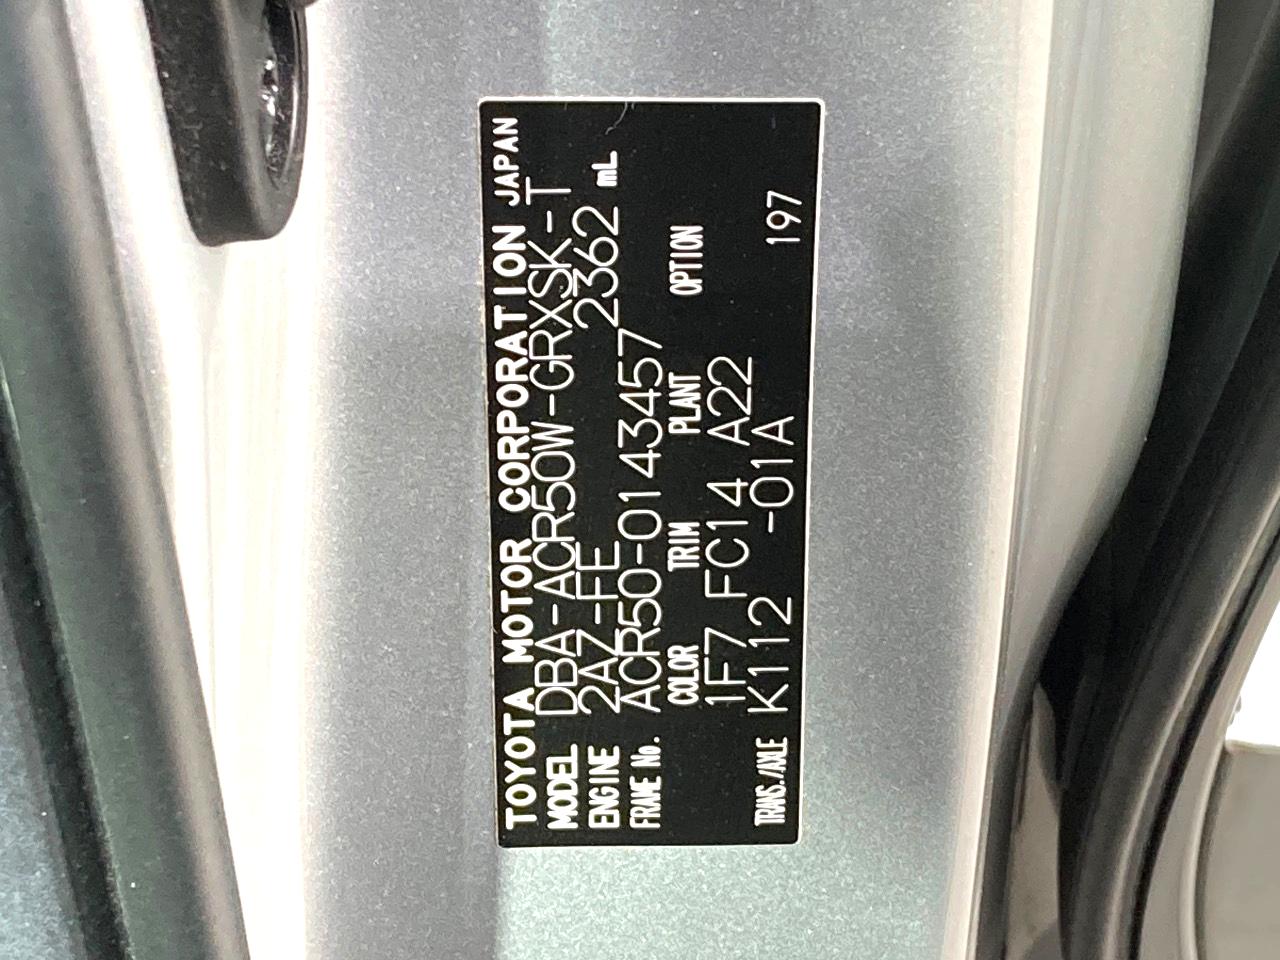 TOYOTA MOTOR CORPORATION JAPAN
MODEL DBA-ACR50W-GRXSK-T
ENGINE 2AZ-FE 2362 mL
FRAME No. ACR50-0143457
COLOR TRIM PLANT OPTION
1F7 FC14 A22
TRANS./AXLE K112 -01A 197